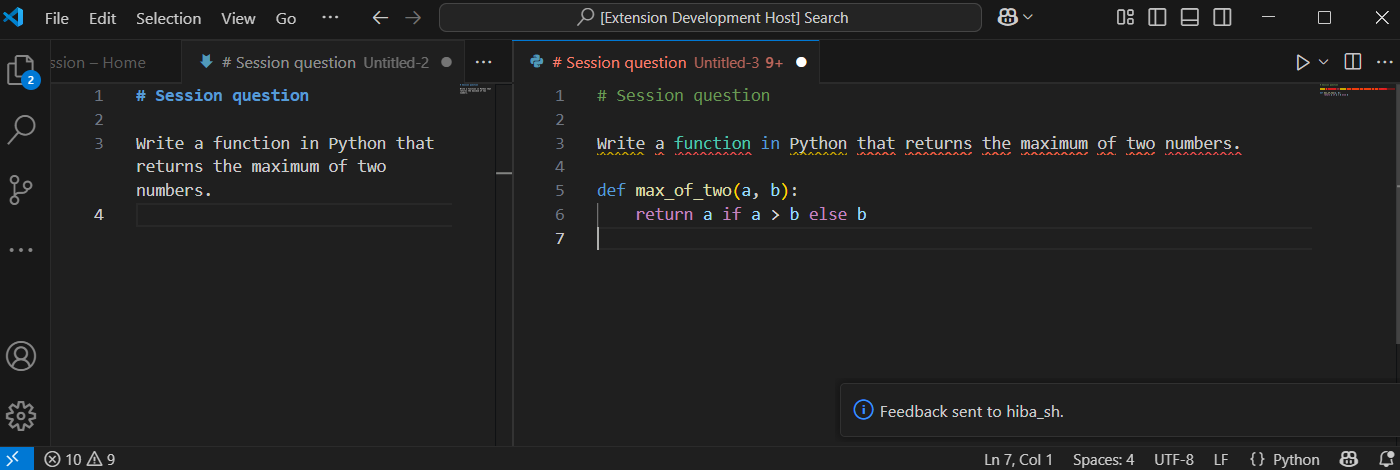 File Edit Selection View Go ··· [Extension Development Host] Search
ssion – Home # Session question Untitled-2 ···
# Session question Untitled-3 9+ ···
2
1 # Session question
2
3 Write a function in Python that
returns the maximum of two
numbers.
4
1 # Session question
2
3 Write a function in Python that returns the maximum of two numbers.
4
5 def max_of_two(a, b):
6     return a if a > b else b
7
Feedback sent to hiba_sh.
10 9 Ln 7, Col 1 Spaces: 4 UTF-8 LF {} Python